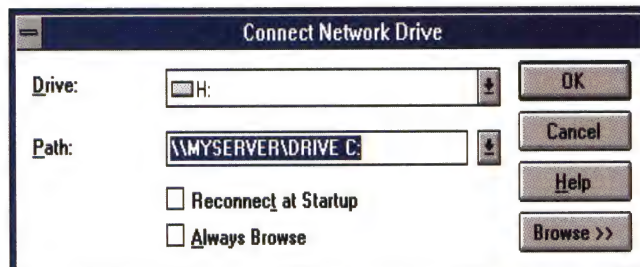 Connect Network Drive
Drive:
H:
OK
Path:
\\MYSERVER\DRIVE C:
Cancel
Reconnect at Startup
Help
Always Browse
Browse >>